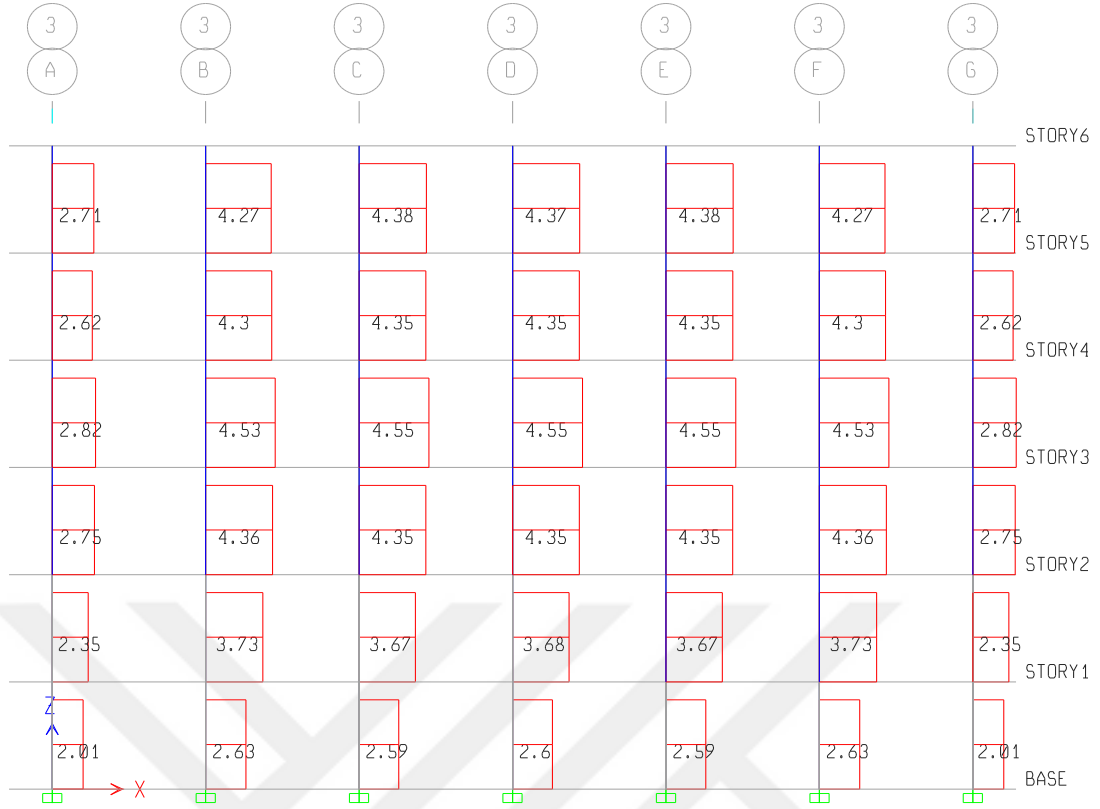 3 3 3 3 3 3 3
A B C D E F G
STORY6
2.71 4.27 4.38 4.37 4.38 4.27 2.71
STORY5
2.62 4.3 4.35 4.35 4.35 4.3 2.62
STORY4
2.82 4.53 4.55 4.55 4.55 4.53 2.82
STORY3
2.75 4.36 4.35 4.35 4.35 4.36 2.75
STORY2
2.35 3.73 3.67 3.68 3.67 3.73 2.35
STORY1
Z
2.01 2.63 2.59 2.6 2.59 2.63 2.01
BASE
X